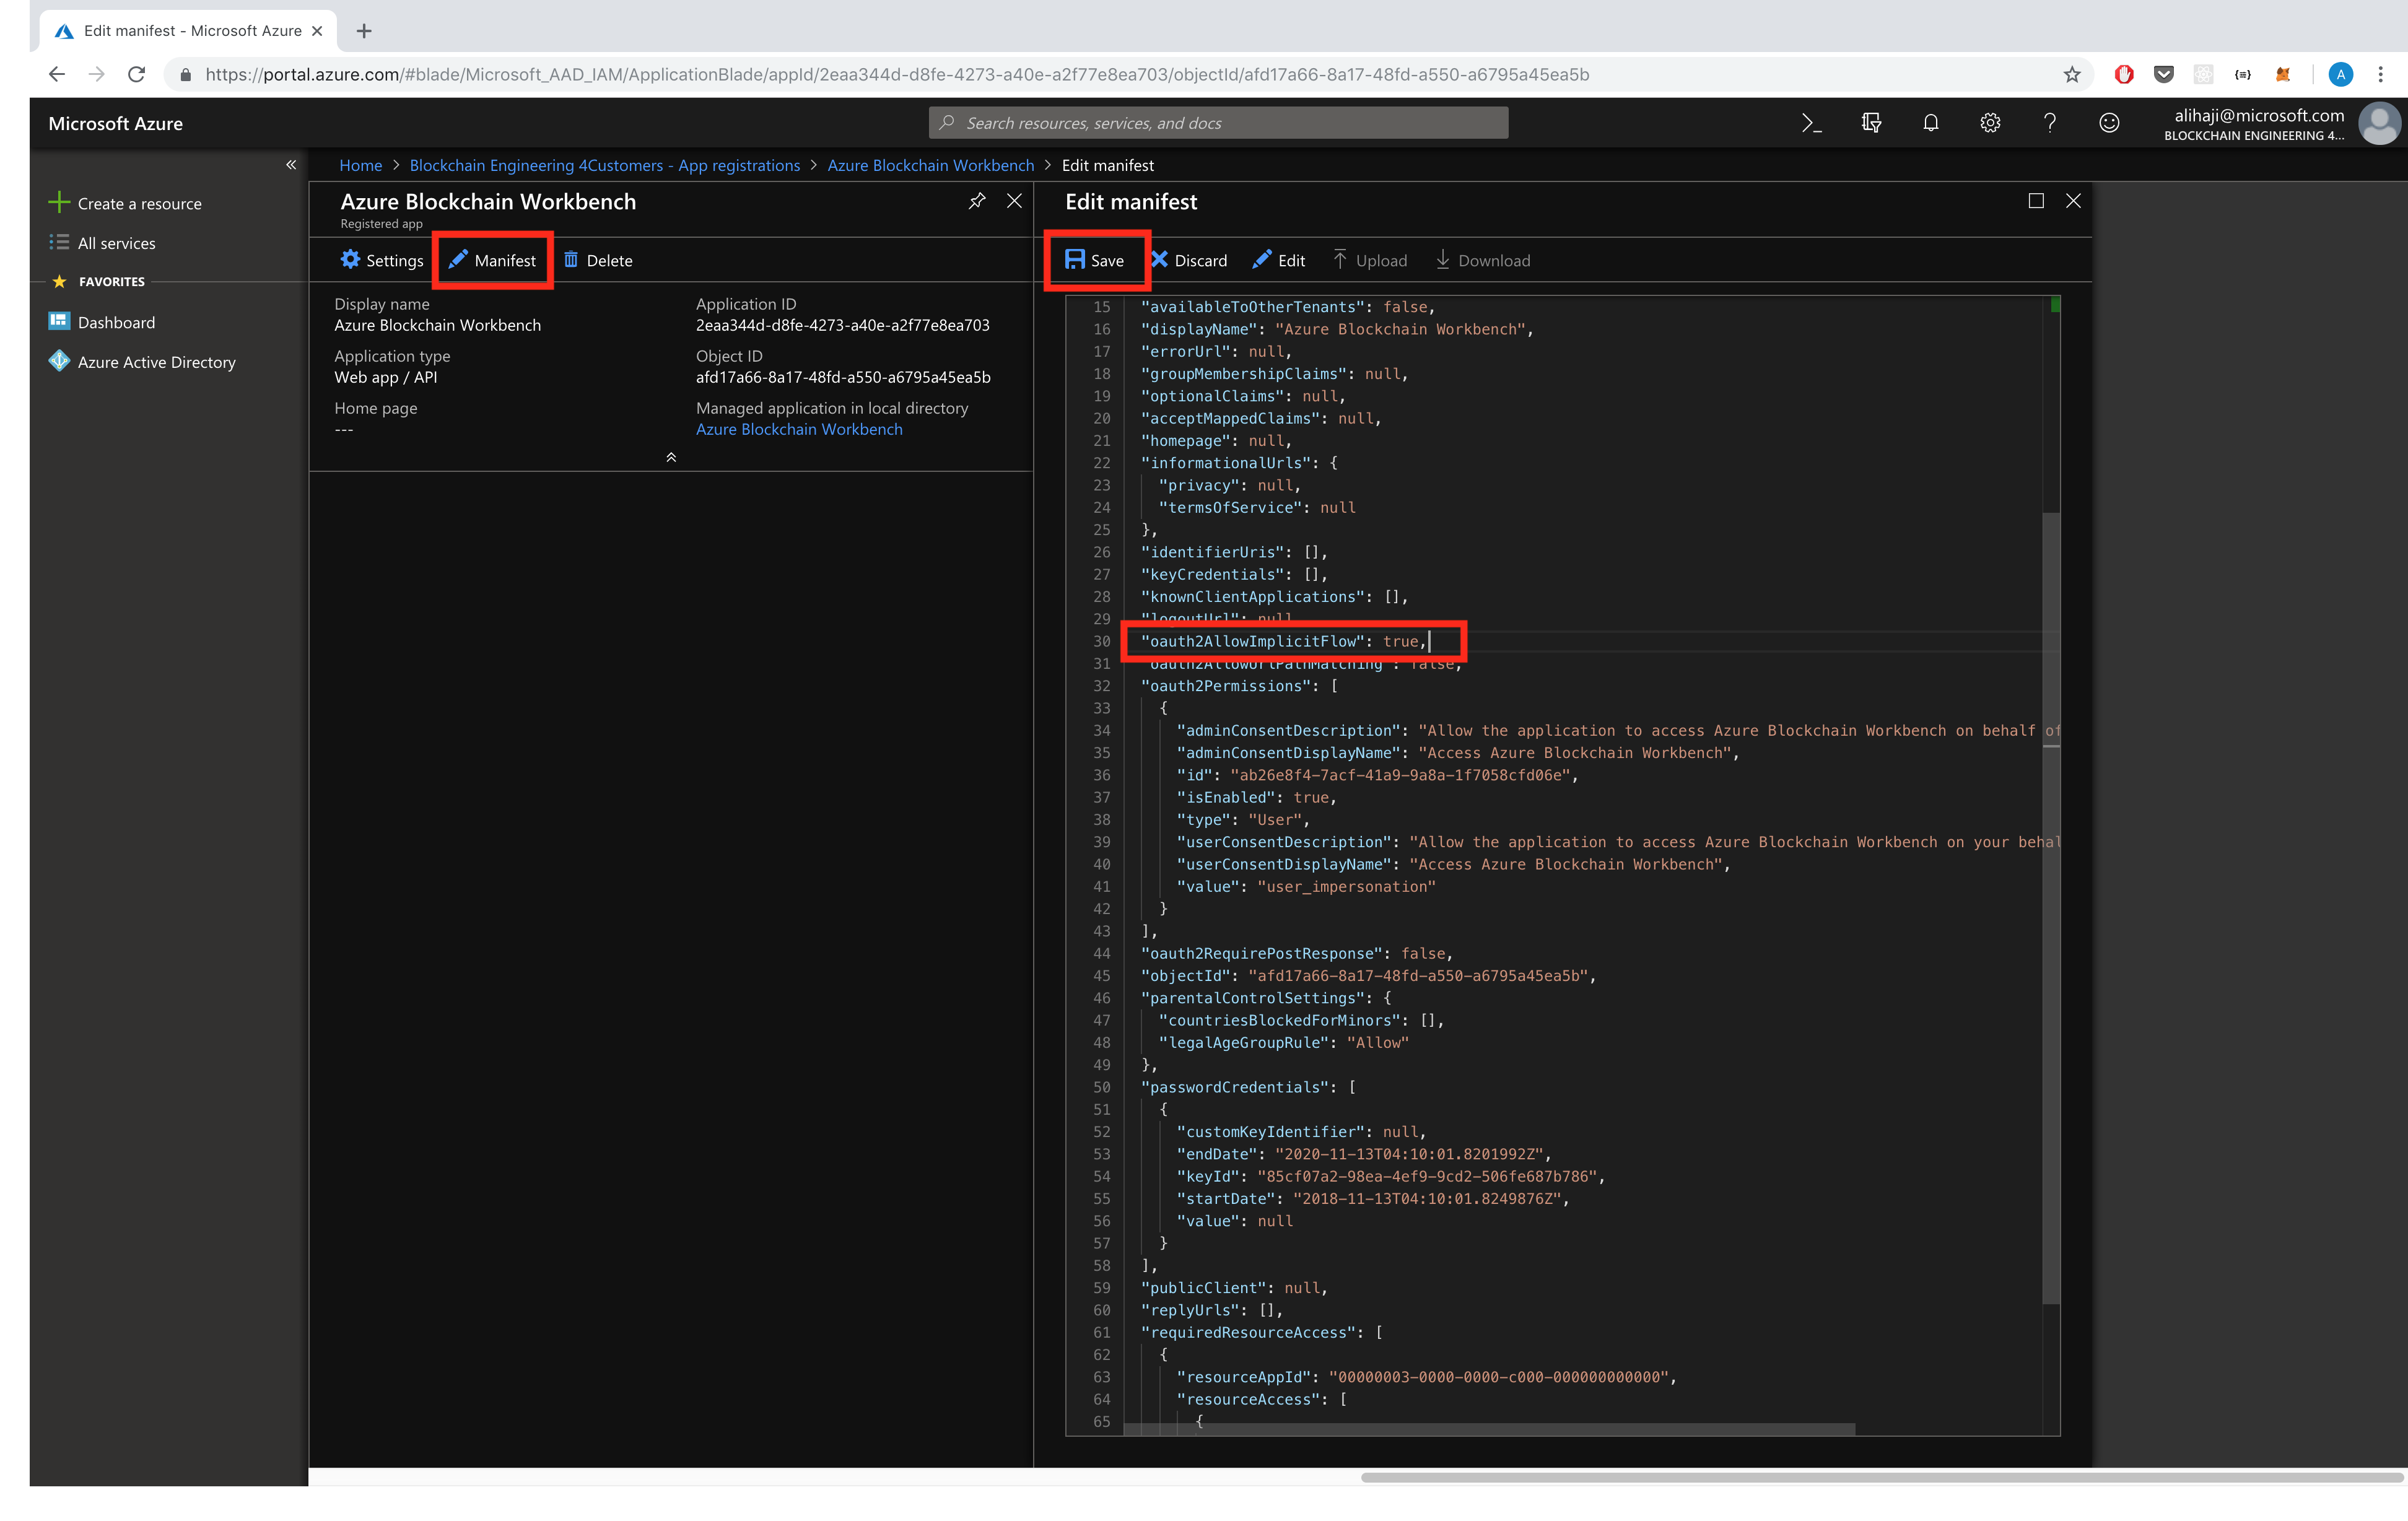 Edit manifest - Microsoft Azure
https://portal.azure.com/#blade/Microsoft_AAD_IAM/ApplicationBlade/appId/2eaa344d-d8fe-4273-a40e-a2f77e8ea703/objectId/afd17a66-8a17-48fd-a550-a6795a45ea5b
A
Microsoft Azure
Search resources, services, and docs
alihaji@microsoft.com
BLOCKCHAIN ENGINEERING 4...
Home > Blockchain Engineering 4Customers - App registrations > Azure Blockchain Workbench > Edit manifest
Create a resource
All services
FAVORITES
Dashboard
Azure Active Directory
Azure Blockchain Workbench
Registered app
Settings
Manifest
Delete
Display name
Azure Blockchain Workbench
Application type
Web app / API
Home page
---
Application ID
2eaa344d-d8fe-4273-a40e-a2f77e8ea703
Object ID
afd17a66-8a17-48fd-a550-a6795a45ea5b
Managed application in local directory
Azure Blockchain Workbench
Edit manifest
Save
Discard
Edit
Upload
Download
15 "availableToOtherTenants": false,
16 "displayName": "Azure Blockchain Workbench",
17 "errorUrl": null,
18 "groupMembershipClaims": null,
19 "optionalClaims": null,
20 "acceptMappedClaims": null,
21 "homepage": null,
22 "informationalUrls": {
23 "privacy": null,
24 "termsOfService": null
25 },
26 "identifierUris": [],
27 "keyCredentials": [],
28 "knownClientApplications": [],
29 "logoutUrl": null
30 "oauth2AllowImplicitFlow": true,
31 "oauth2AllowUrlPathMatching": false,
32 "oauth2Permissions": [
33 {
34 "adminConsentDescription": "Allow the application to access Azure Blockchain Workbench on behalf of
35 "adminConsentDisplayName": "Access Azure Blockchain Workbench",
36 "id": "ab26e8f4-7acf-41a9-9a8a-1f7058cfd06e",
37 "isEnabled": true,
38 "type": "User",
39 "userConsentDescription": "Allow the application to access Azure Blockchain Workbench on your behal
40 "userConsentDisplayName": "Access Azure Blockchain Workbench",
41 "value": "user_impersonation"
42 }
43 ],
44 "oauth2RequirePostResponse": false,
45 "objectId": "afd17a66-8a17-48fd-a550-a6795a45ea5b",
46 "parentalControlSettings": {
47 "countriesBlockedForMinors": [],
48 "legalAgeGroupRule": "Allow"
49 },
50 "passwordCredentials": [
51 {
52 "customKeyIdentifier": null,
53 "endDate": "2020-11-13T04:10:01.8201992Z",
54 "keyId": "85cf07a2-98ea-4ef9-9cd2-506fe687b786",
55 "startDate": "2018-11-13T04:10:01.8249876Z",
56 "value": null
57 }
58 ],
59 "publicClient": null,
60 "replyUrls": [],
61 "requiredResourceAccess": [
62 {
63 "resourceAppId": "00000003-0000-0000-c000-000000000000",
64 "resourceAccess": [
65 {